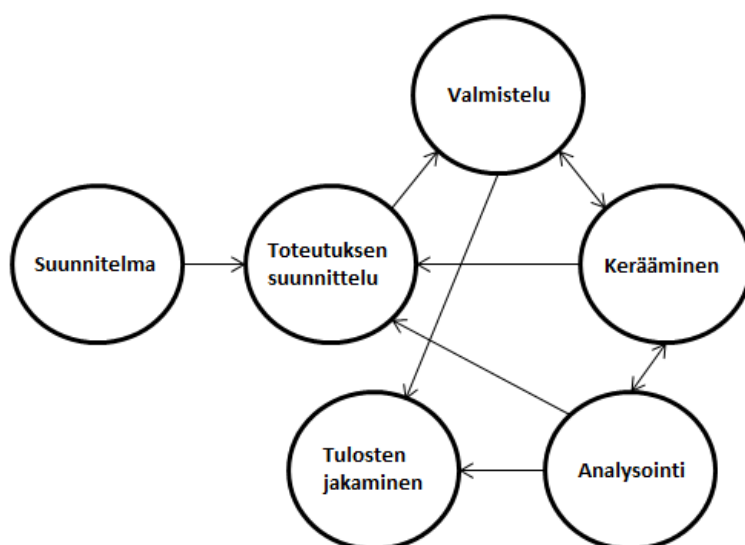 Valmistelu
Suunnitelma
Toteutuksen
suunnittelu
Kerääminen
Tulosten
jakaminen
Analysointi